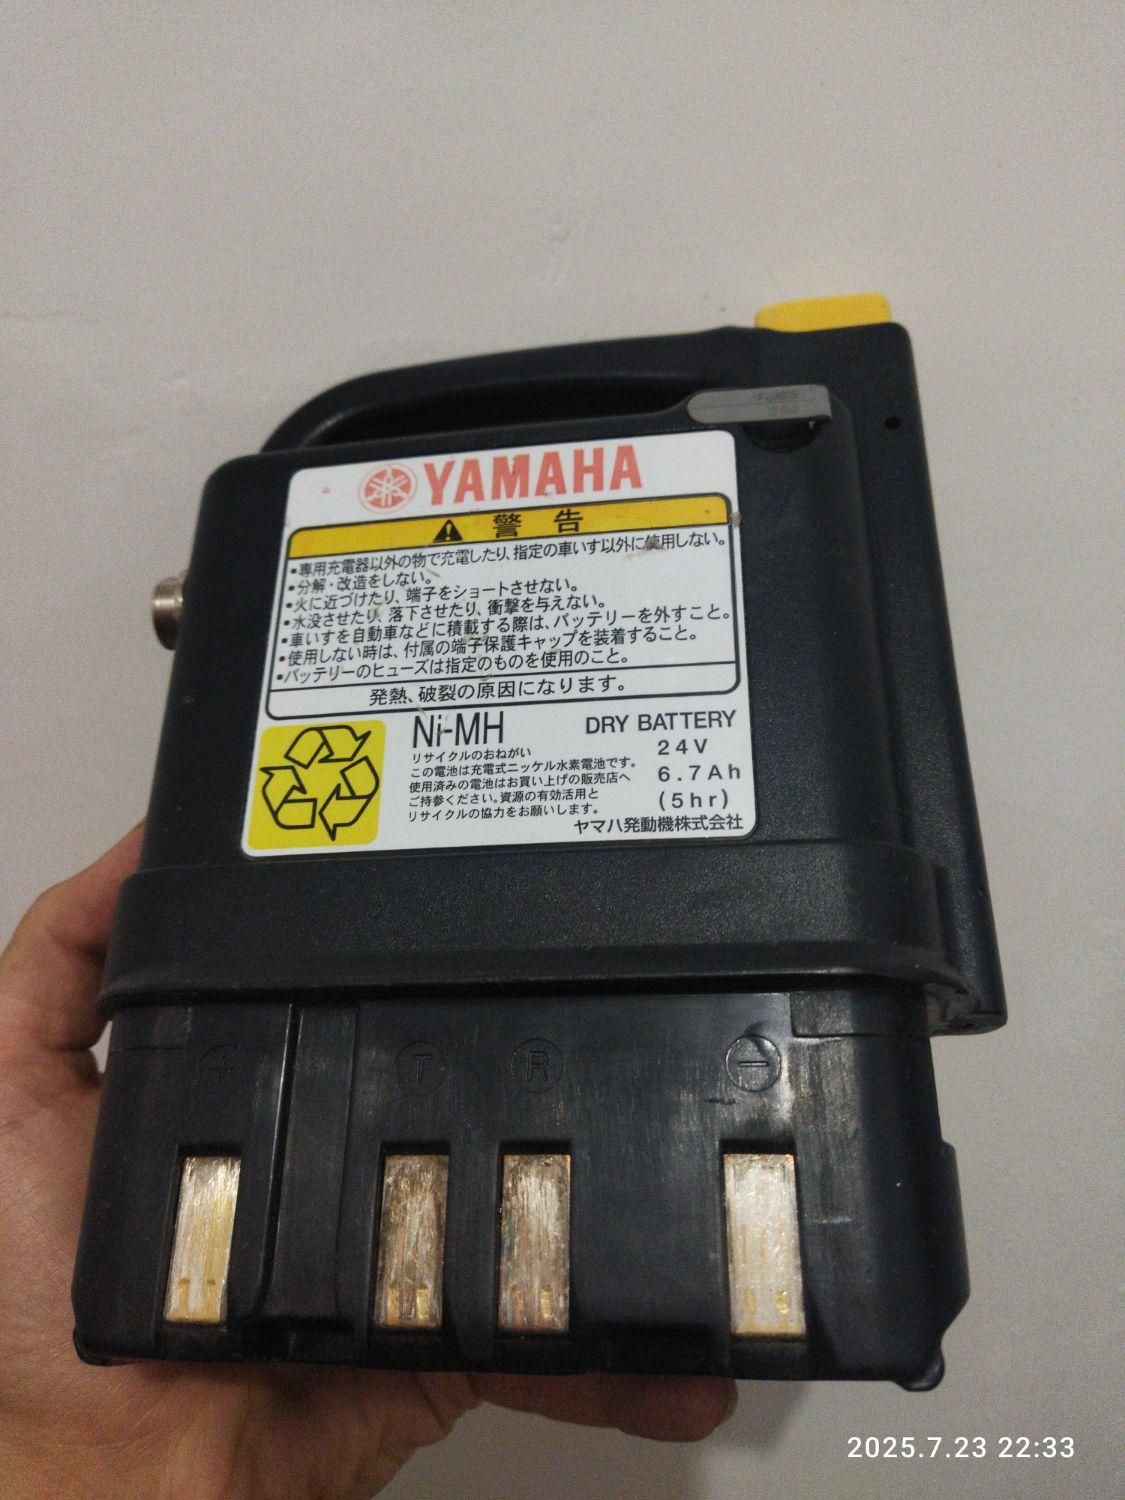 YAMAHA
警告
•専用充電器以外の物で充電したり、指定の車いす以外に使用しない。
•分解・改造をしない。
•火に近づけたり、端子をショートさせない。
•水没させたり、落下させたり、衝撃を与えない。
•車いすを自動車などに積載する際は、バッテリーを外すこと。
•使用しない時は、付属の端子保護キャップを装着すること。
•バッテリーのヒューズは指定のものを使用のこと。
発熱、破裂の原因になります。
Ni-MH
リサイクルのおねがい
この電池は充電式ニッケル水素電池です。
使用済みの電池はお買い上げの販売店へ
ご持参ください。資源の有効活用と
リサイクルの協力をお願いします。
DRY BATTERY
24V
6.7Ah
(5hr)
ヤマハ発動機株式会社
+ T R −
2025.7.23 22:33